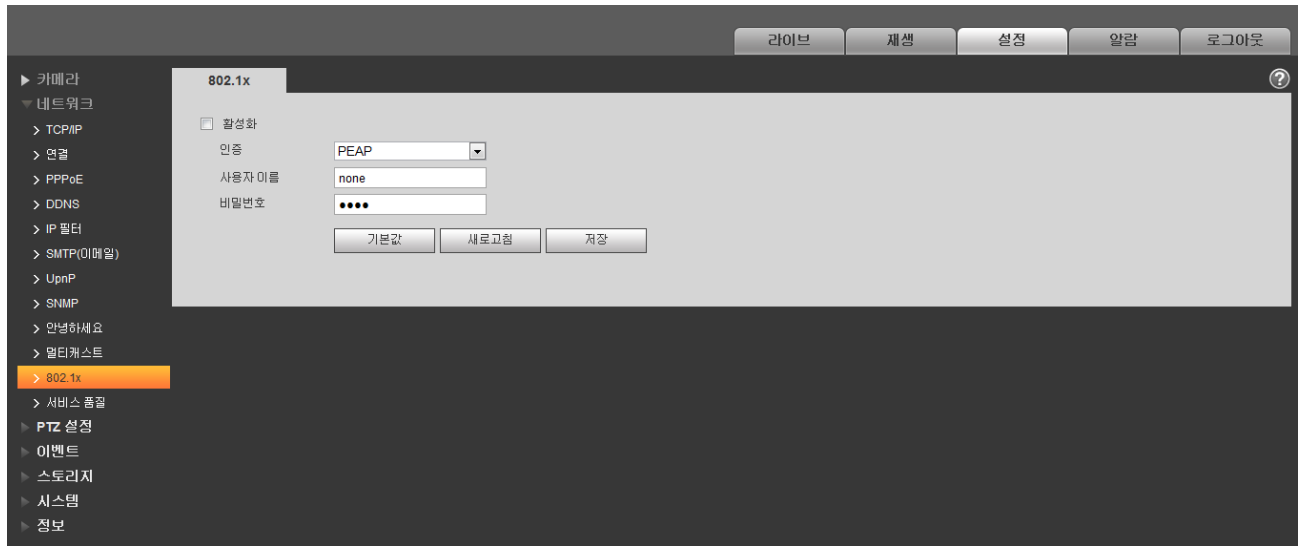 라이브 재생 설정 알람 로그아웃
카메라
네트워크
TCP/IP
연결
PPPoE
DDNS
IP 필터
SMTP(이메일)
UpnP
SNMP
안녕하세요
멀티캐스트
802.1x
서비스 품질
PTZ 설정
이벤트
스토리지
시스템
정보
802.1x
?
활성화
인증 PEAP
사용자 이름 none
비밀번호 ••••
기본값 새로고침 저장